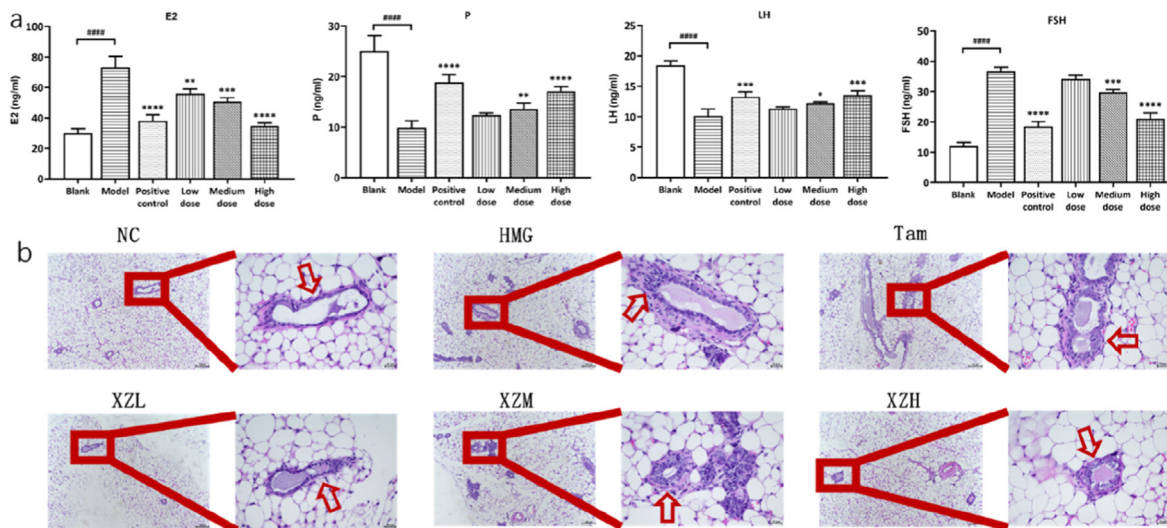 a
E2
####
E2 (ng/ml)
100
80
60
40
20
0
****
**
***
****
Blank Model Positive control Low dose Medium dose High dose
P
####
P (ng/ml)
30
20
10
0
****
**
****
Blank Model Positive control Low dose Medium dose High dose
LH
####
LH (ng/ml)
25
20
15
10
5
0
***
*
***
Blank Model Positive control Low dose Medium dose High dose
FSH
####
FSH (ng/ml)
50
40
30
20
10
0
****
***
****
Blank Model Positive control Low dose Medium dose High dose
b
NC HMG Tam
XZL XZM XZH